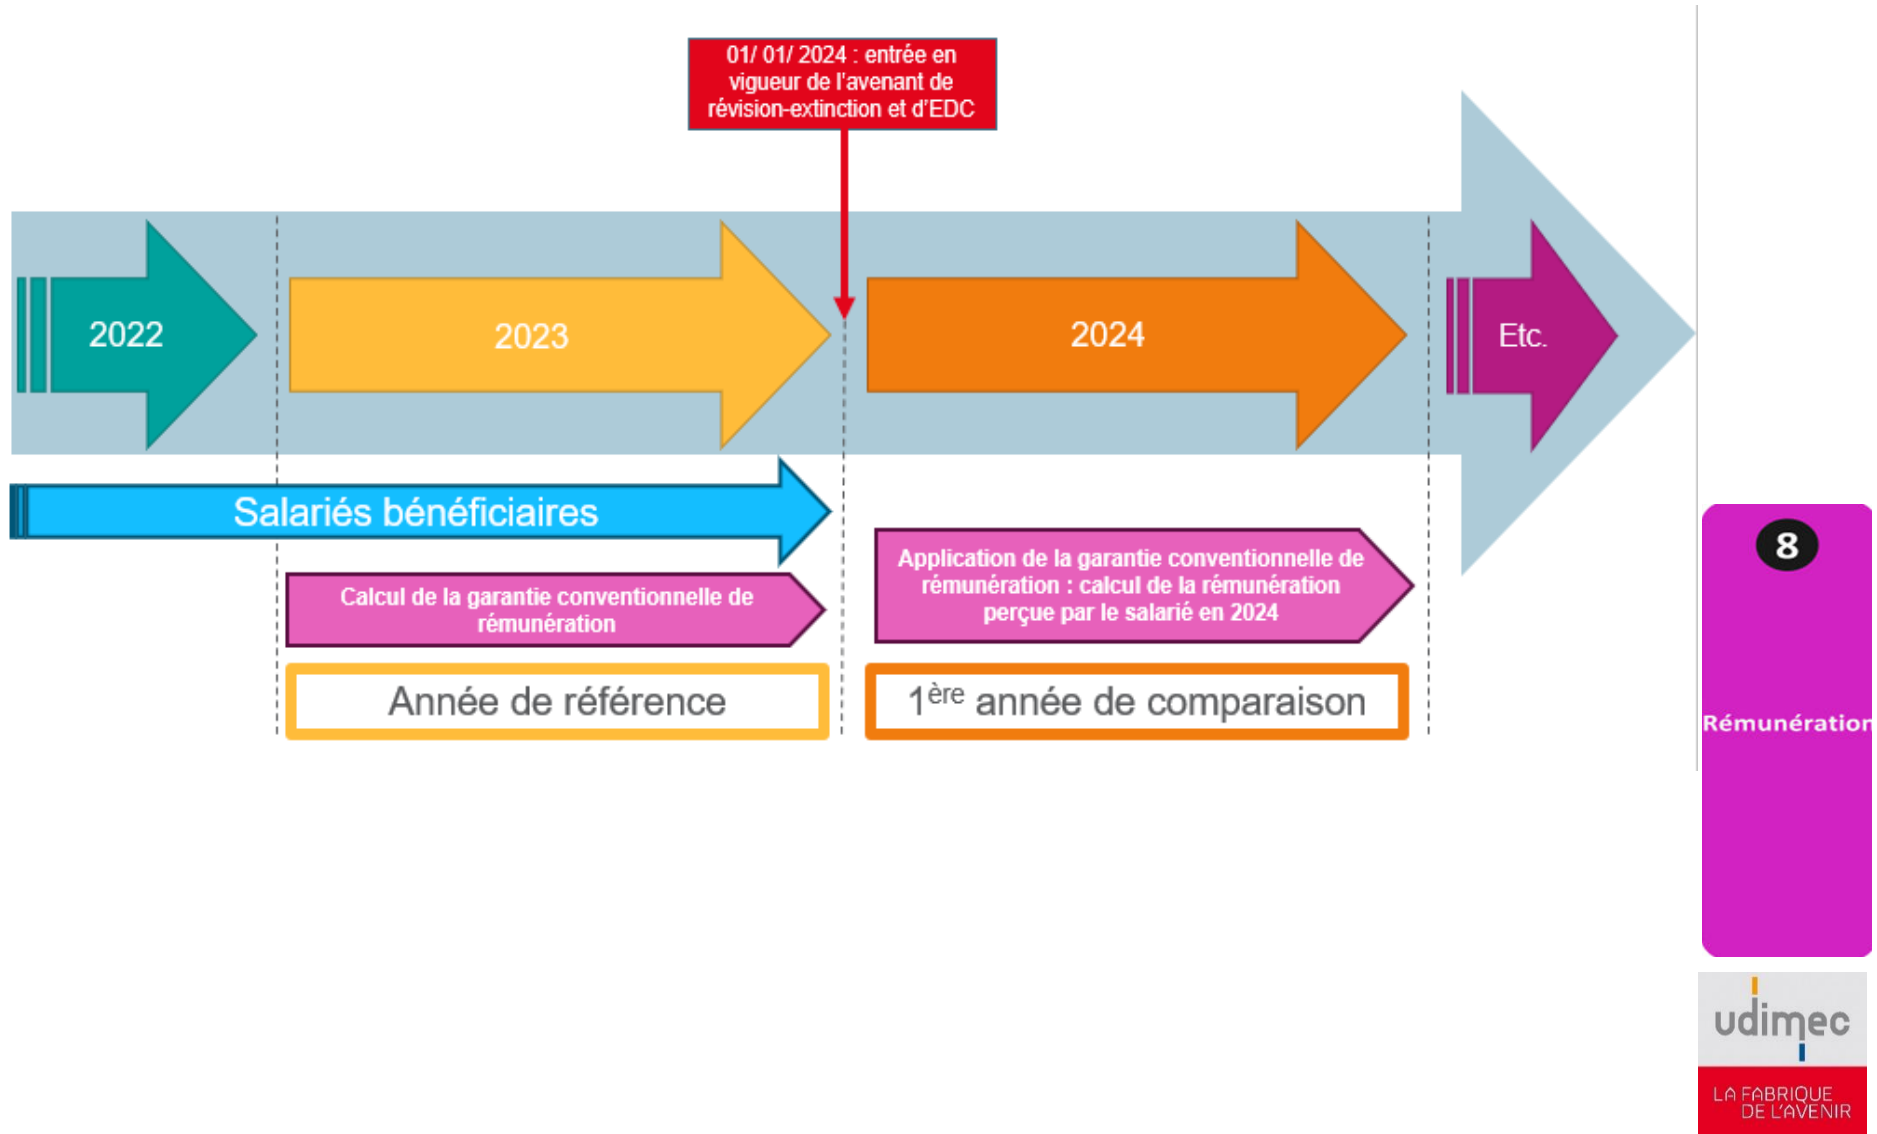 01/ 01/ 2024 : entrée en
vigueur de l'avenant de
révision-extinction et d'EDC
2022
2023
2024
Etc.
Salariés bénéficiaires
Calcul de la garantie conventionnelle de
rémunération
Application de la garantie conventionnelle de
rémunération : calcul de la rémunération
perçue par le salarié en 2024
Année de référence
1ère année de comparaison
8
Rémunération
udimec
LA FABRIQUE
DE L'AVENIR